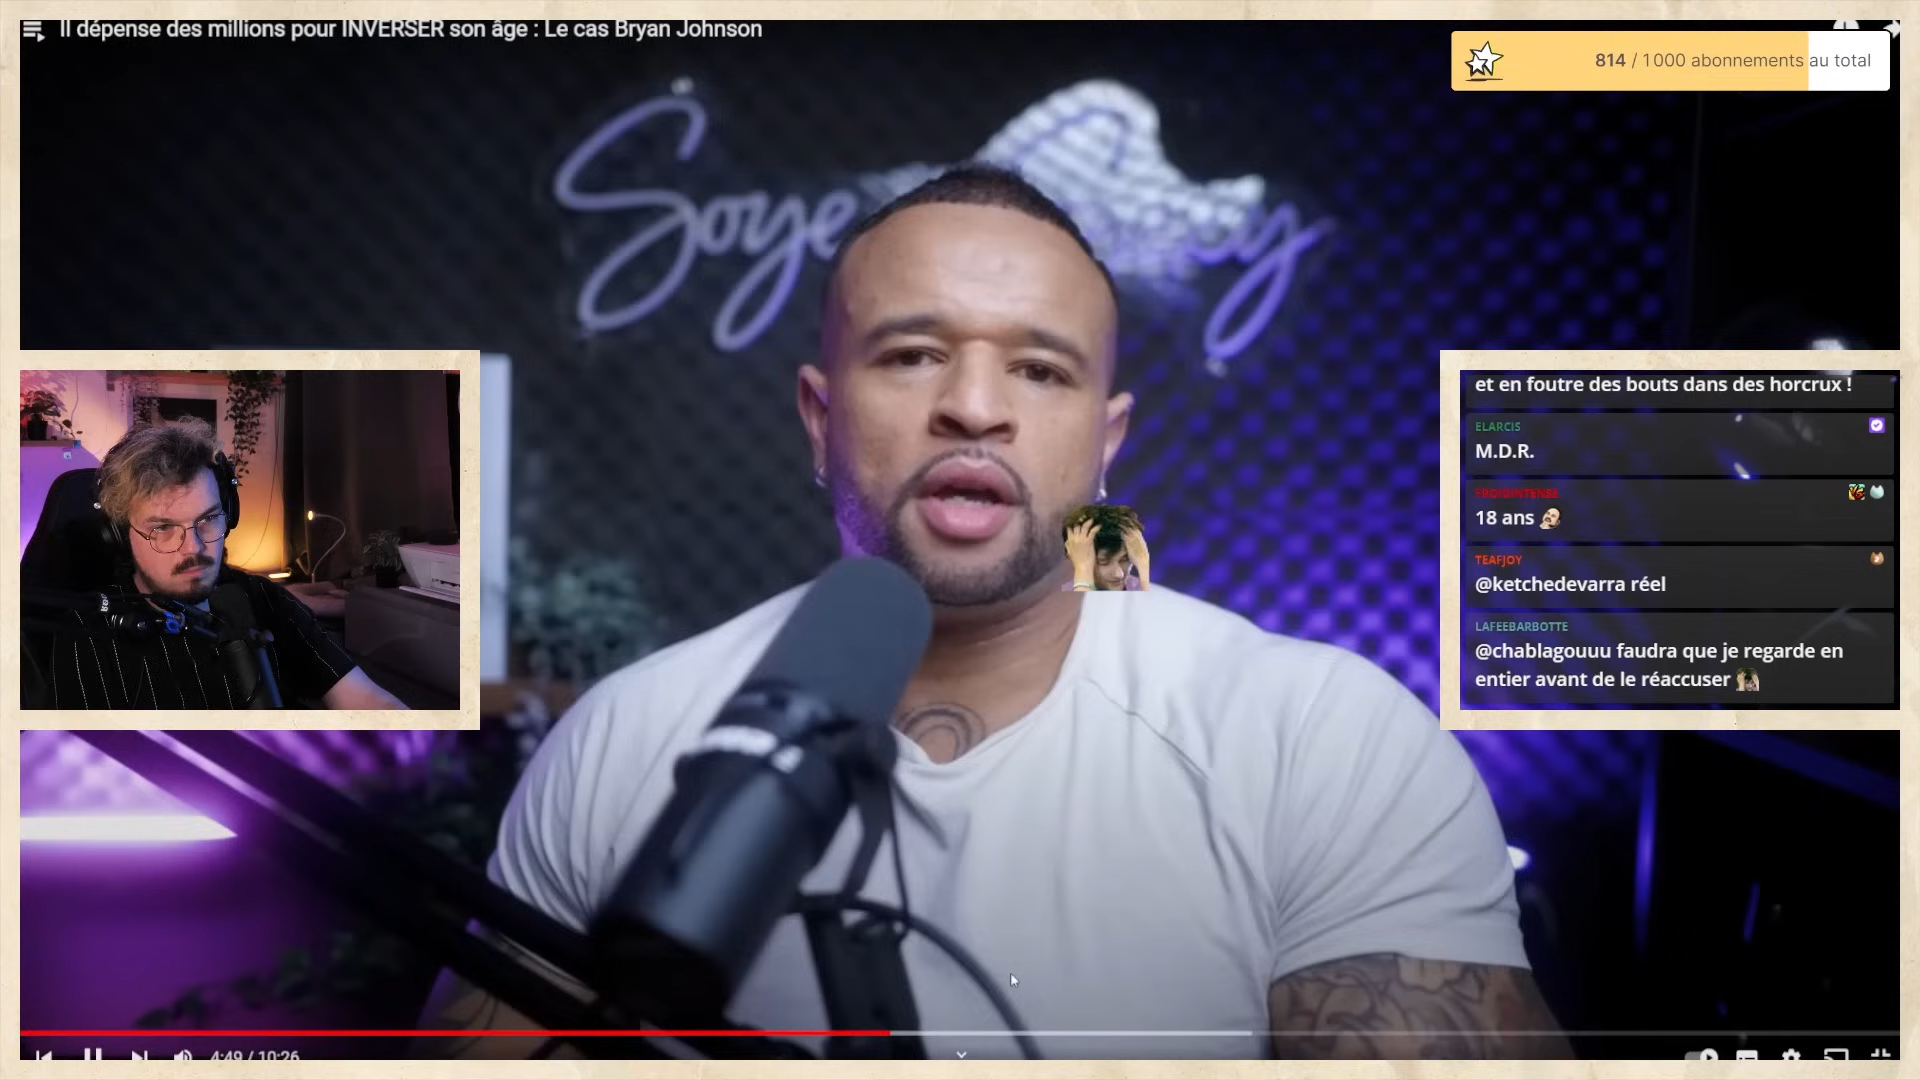 Il dépense des millions pour INVERSER son âge : Le cas Bryan Johnson
814 / 1000 abonnements au total
Soye
et en foutre des bouts dans des horcrux !
ELARCIS
M.D.R.
FROIDINTENSE
18 ans
TEAFJOY
@ketchedevarra réel
LAFEEBARBOTTE
@chablagouuu faudra que je regarde en
entier avant de le réaccuser
4:49 / 10:26